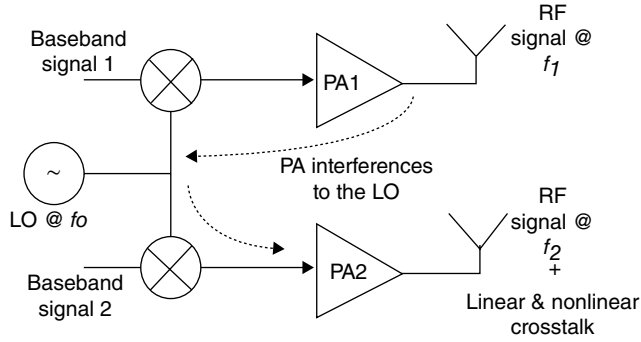 Baseband
signal 1
PA1
RF
signal @
f1
PA interferences
to the LO
~
LO @ fo
Baseband
signal 2
PA2
RF
signal @
f2
+
Linear & nonlinear
crosstalk